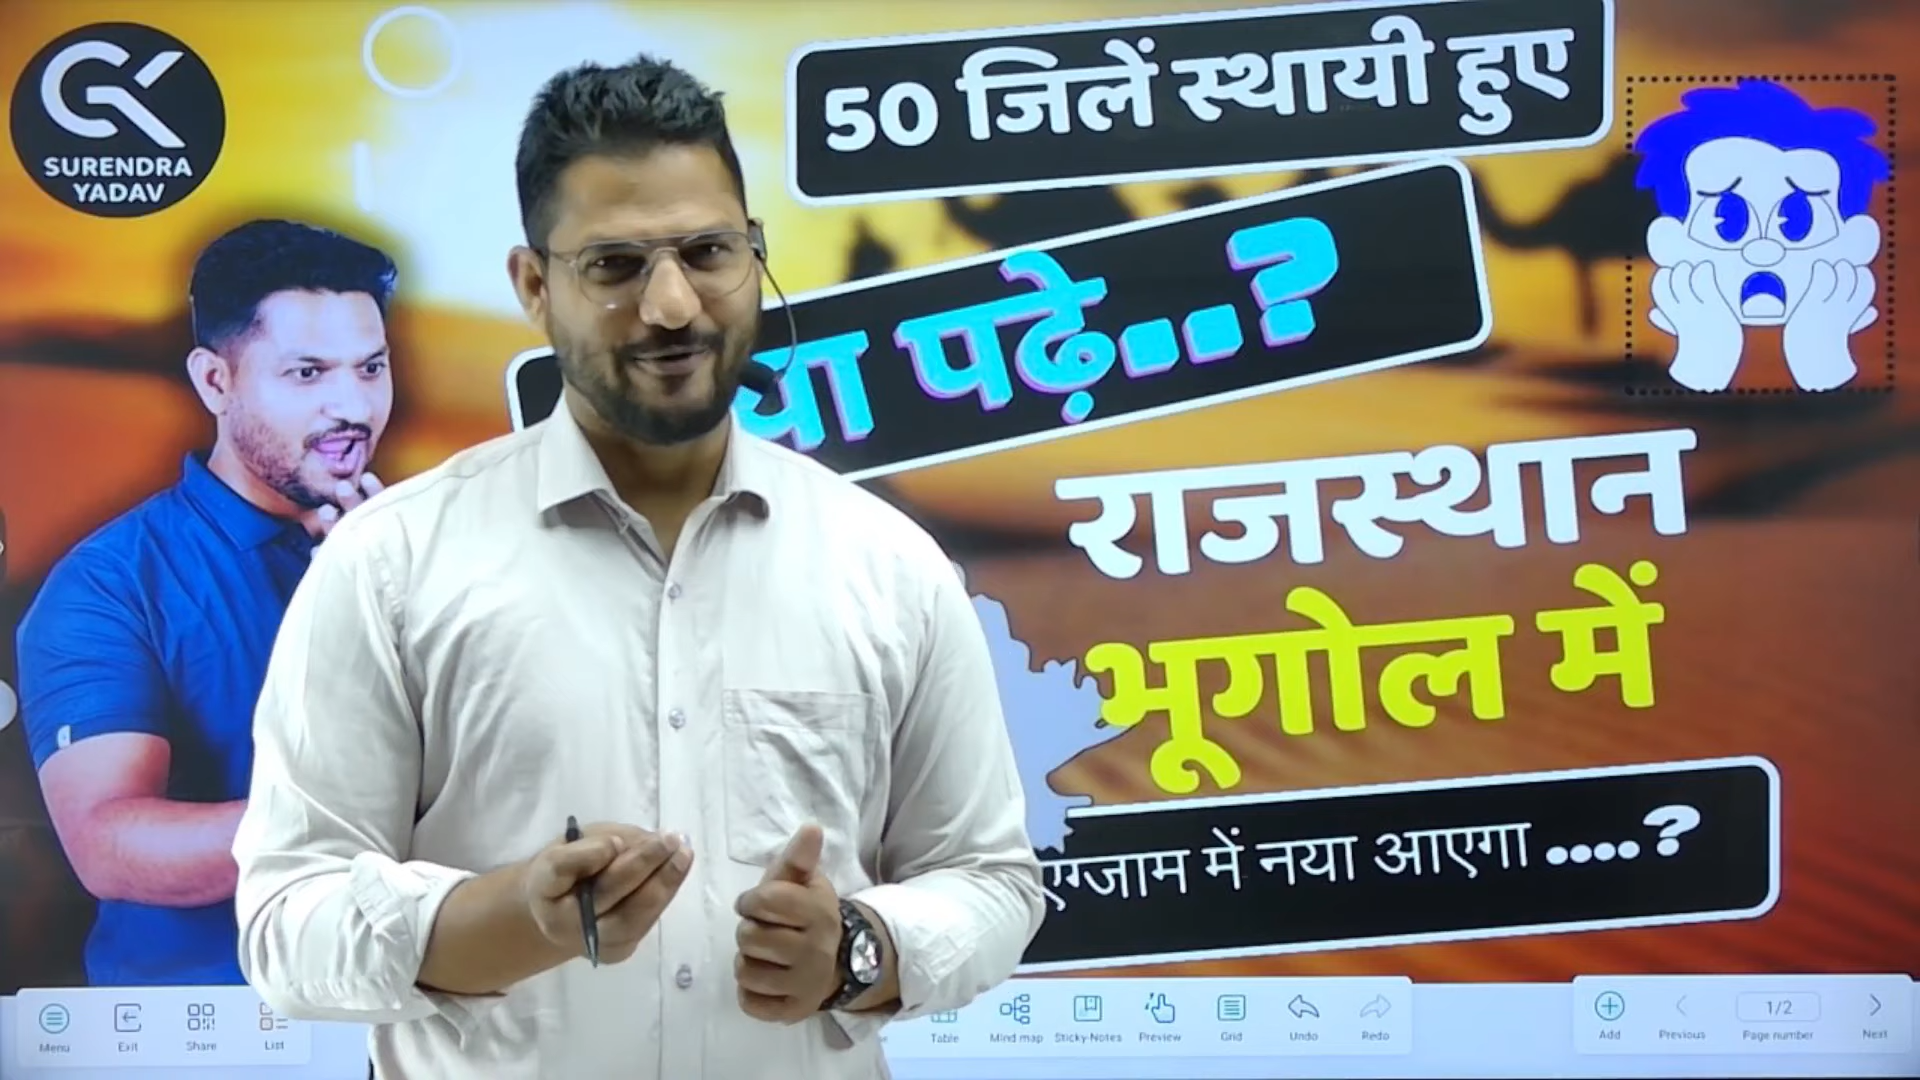 GK
SURENDRA
YADAV
50 जिलें स्थायी हुए
पढ़े...?
राजस्थान
भूगोल में
एग्जाम में नया आएगा ....?
Menu
Exit
Share
List
Table
Mind map
Sticky-Notes
Preview
Grid
Undo
Redo
Add
Previous
1/2
Page number
Next